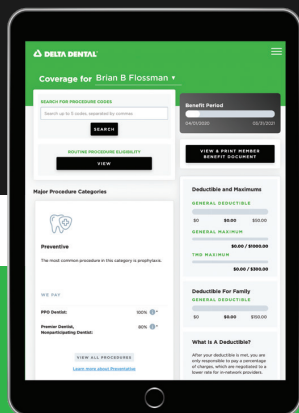 DELTA DENTAL
Coverage for Brian B Flossman
SEARCH FOR PROCEDURE CODES
Search up to 5 codes, separated by commas
SEARCH
ROUTINE PROCEDURE ELIGIBILITY
VIEW
Benefit Period
04/01/2020 03/31/2021
VIEW & PRINT MEMBER
BENEFIT DOCUMENT
Major Procedure Categories
Preventive
The most common procedure in this category is prophylaxis.
WE PAY
PPO Dentist: 100%
Premier Dentist,
Nonparticipating Dentist: 80%
VIEW ALL PROCEDURES
Learn more about Preventative
Deductible and Maximums
GENERAL DEDUCTIBLE
$0 $0.00 $50.00
GENERAL MAXIMUM
$0.00 / $1000.00
TMD MAXIMUM
$0.00 / $300.00
Deductible For Family
GENERAL DEDUCTIBLE
$0 $0.00 $150.00
What Is A Deductible?
After your deductible is met, you are
only responsible to pay a percentage
of charges, which are negotiated to a
lower rate for in-network providers.